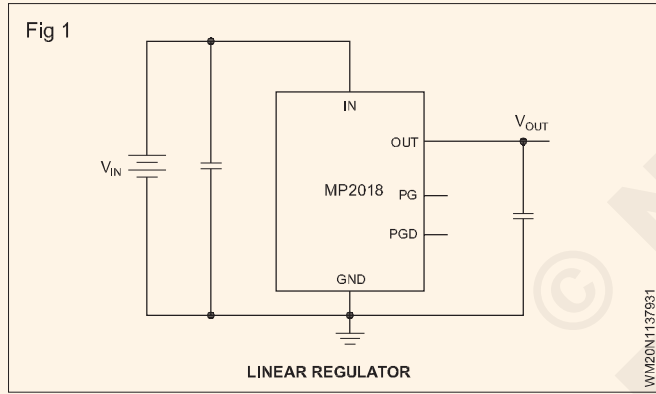 Fig 1
IN
V_OUT
OUT
V_IN
MP2018
PG
PGD
GND
LINEAR REGULATOR
WM20N1137931
©